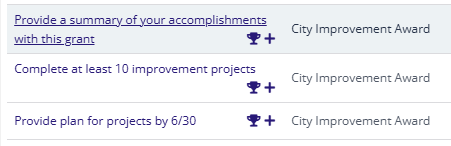 Provide a summary of your accomplishments
with this grant
City Improvement Award
Complete at least 10 improvement projects
City Improvement Award
Provide plan for projects by 6/30
City Improvement Award